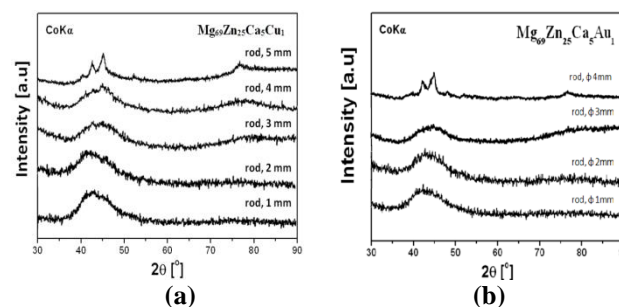 CoKα Mg₆₉Zn₂₅Ca₅Cu₁
Intensity [a.u]
rod, 5 mm
rod, 4 mm
rod, 3 mm
rod, 2 mm
rod, 1 mm
30 40 50 60 70 80 90
2θ [°]
(a)
CoKα Mg₆₉Zn₂₅Ca₅Au₁
Intensity [a.u]
rod, ϕ 4mm
rod, ϕ 3mm
rod, ϕ 2mm
rod, ϕ 1mm
30 40 50 60 70 80 90
2θ [°]
(b)